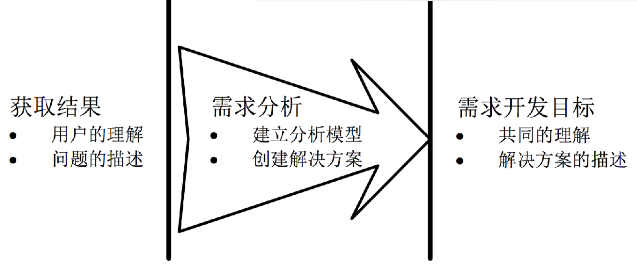 获取结果
• 用户的理解
• 问题的描述
需求分析
• 建立分析模型
• 创建解决方案
需求开发目标
• 共同的理解
• 解决方案的描述